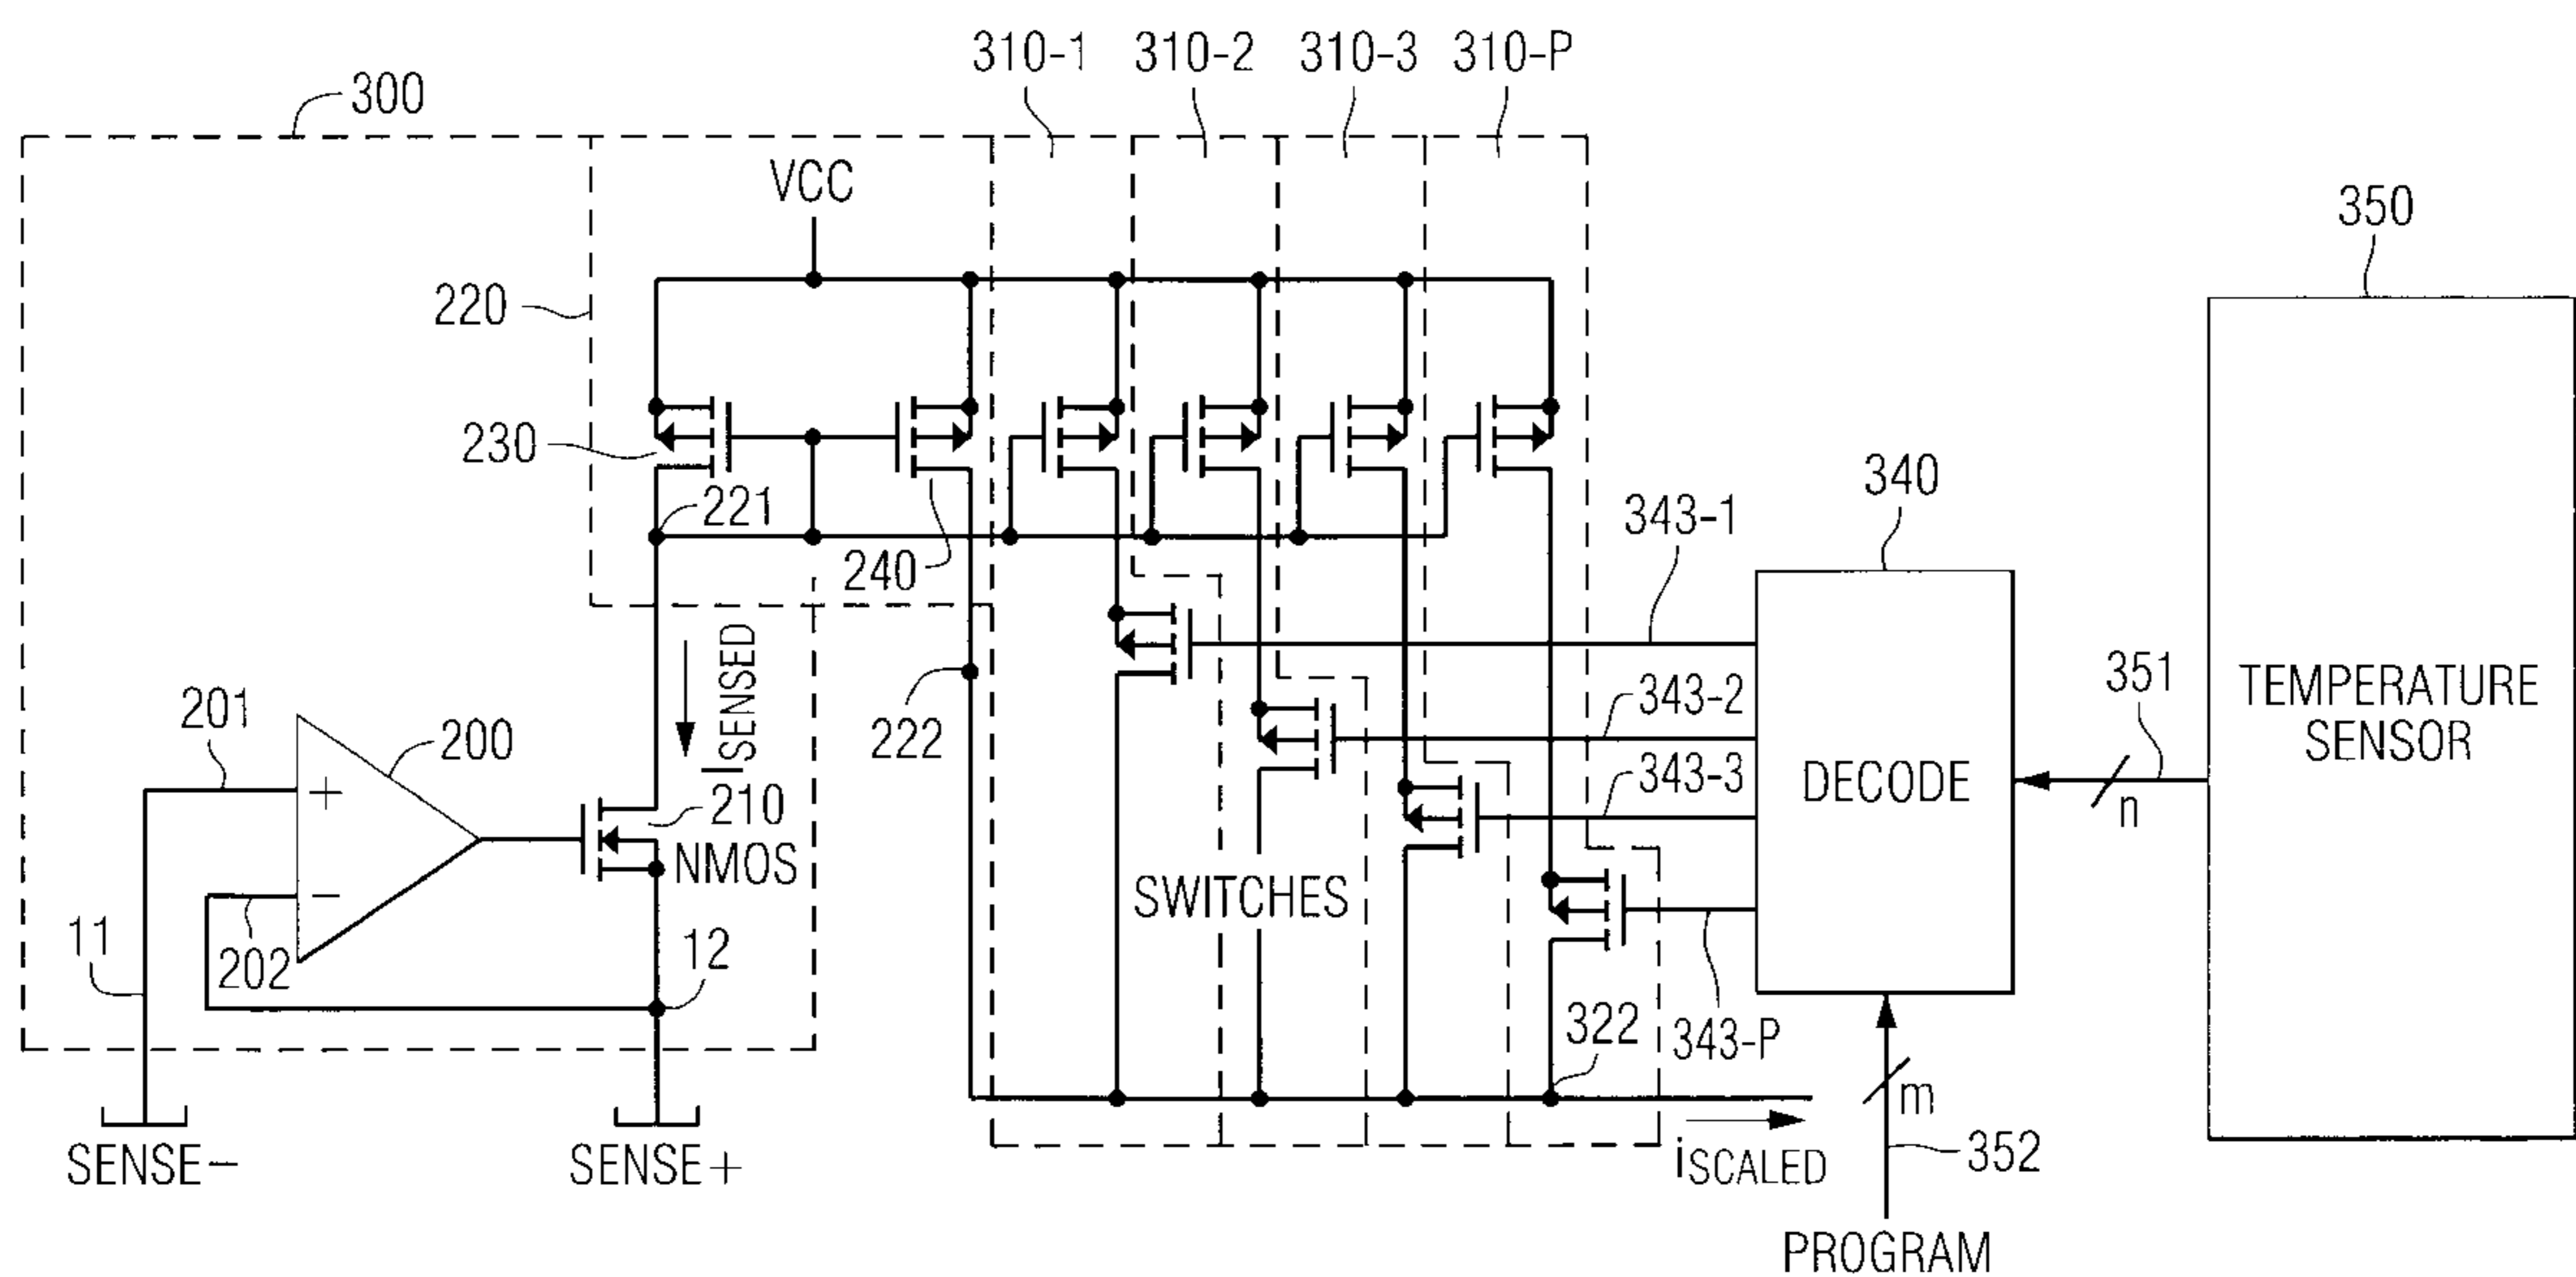 310-1 310-2 310-3 310-P
300
VCC
350
220
230
221
240
343-1
340
201
200
ISENSED
222
343-2
351
TEMPERATURE
SENSOR
210
NMOS
343-3
DECODE
n
+
−
SWITCHES
11
202
12
322
343-P
m
SENSE−
SENSE+
iSCALED
352
PROGRAM